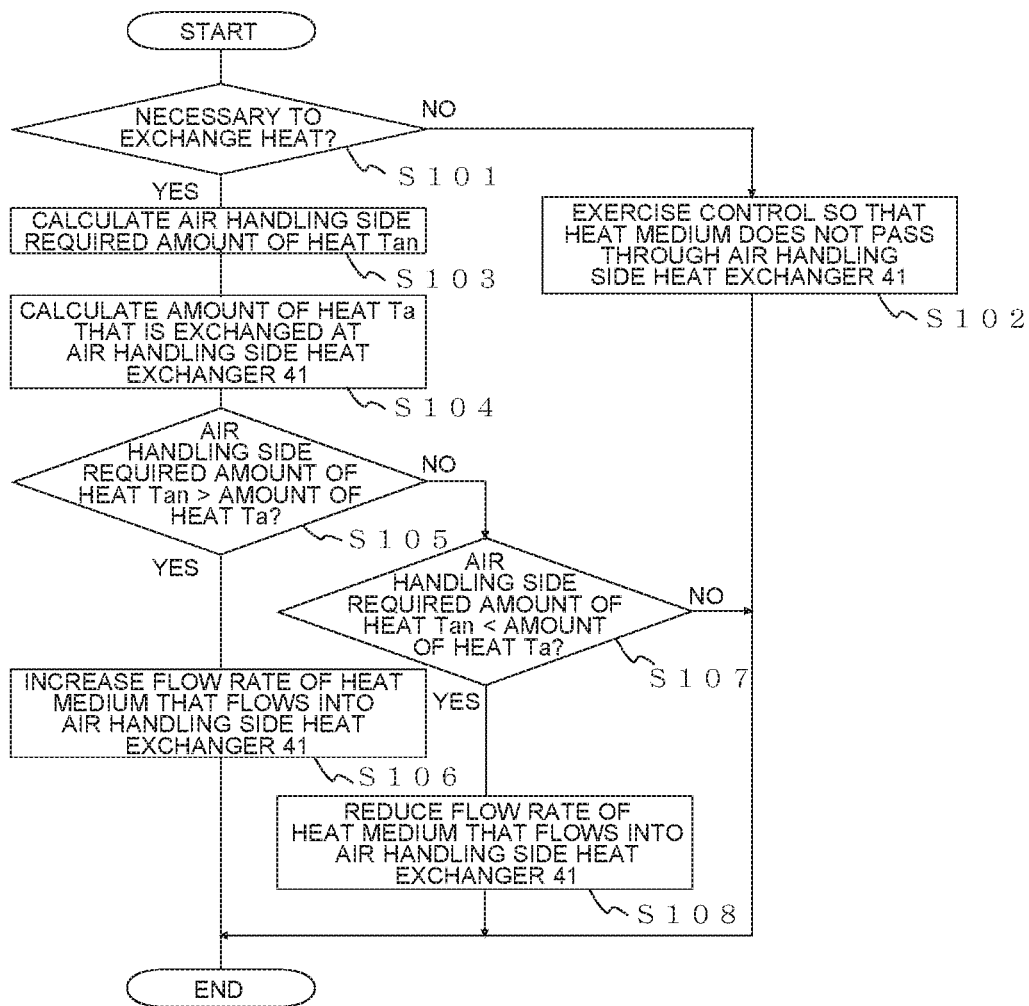 START
NECESSARY TO
EXCHANGE HEAT?
NO
S101
YES
CALCULATE AIR HANDLING SIDE
REQUIRED AMOUNT OF HEAT Tan
S103
EXERCISE CONTROL SO THAT
HEAT MEDIUM DOES NOT PASS
THROUGH AIR HANDLING
SIDE HEAT EXCHANGER 41
S102
CALCULATE AMOUNT OF HEAT Ta
THAT IS EXCHANGED AT
AIR HANDLING SIDE HEAT
EXCHANGER 41
S104
AIR
HANDLING SIDE
REQUIRED AMOUNT OF
HEAT Tan > AMOUNT OF
HEAT Ta?
NO
S105
YES
AIR
HANDLING SIDE
REQUIRED AMOUNT OF
HEAT Tan < AMOUNT
OF HEAT Ta?
NO
S107
YES
INCREASE FLOW RATE OF HEAT
MEDIUM THAT FLOWS INTO
AIR HANDLING SIDE HEAT
EXCHANGER 41
S106
REDUCE FLOW RATE OF
HEAT MEDIUM THAT FLOWS INTO
AIR HANDLING SIDE HEAT
EXCHANGER 41
S108
END